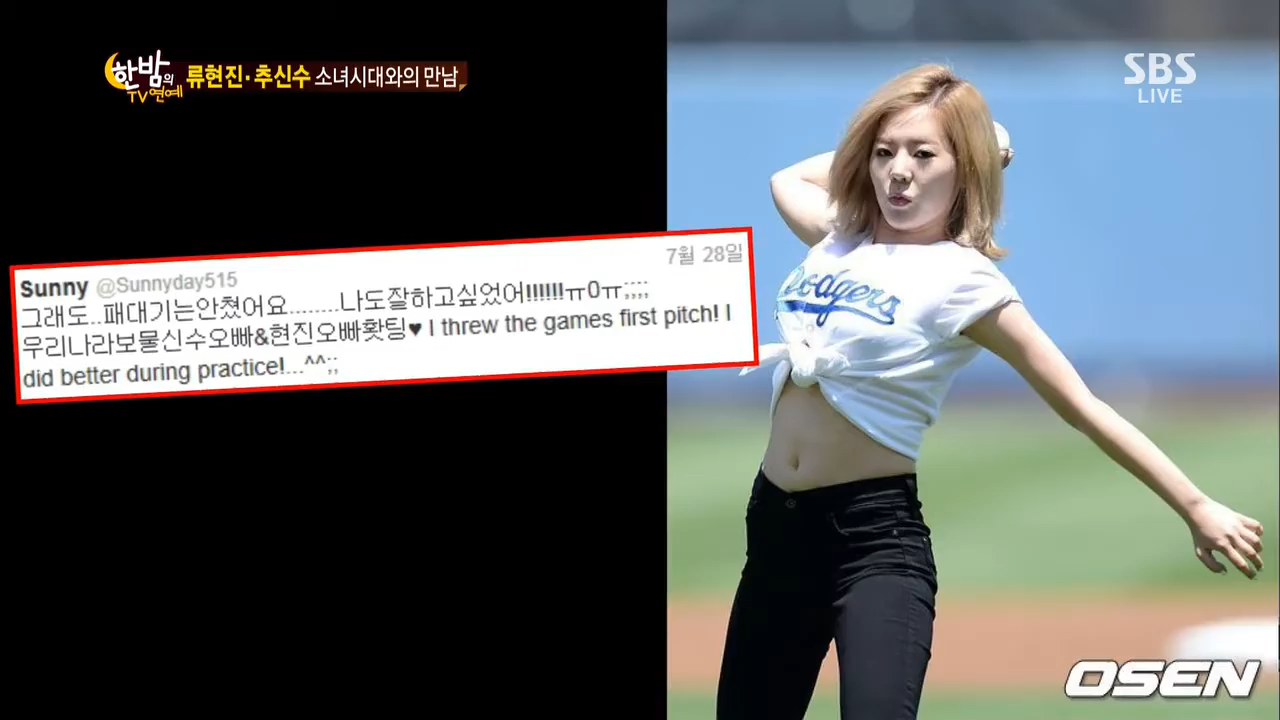 한밤의
TV연예
류현진·추신수 소녀시대와의 만남
SBS
LIVE
Sunny @Sunnyday515
7월 28일
그래도..패대기는안쳤어요........나도잘하고싶었어!!!!!!ㅠ0ㅠ;;;;
우리나라보물신수오빠&현진오빠홧팅♥ I threw the games first pitch! I
did better during practice!...^^;;
Dodgers
OSEN